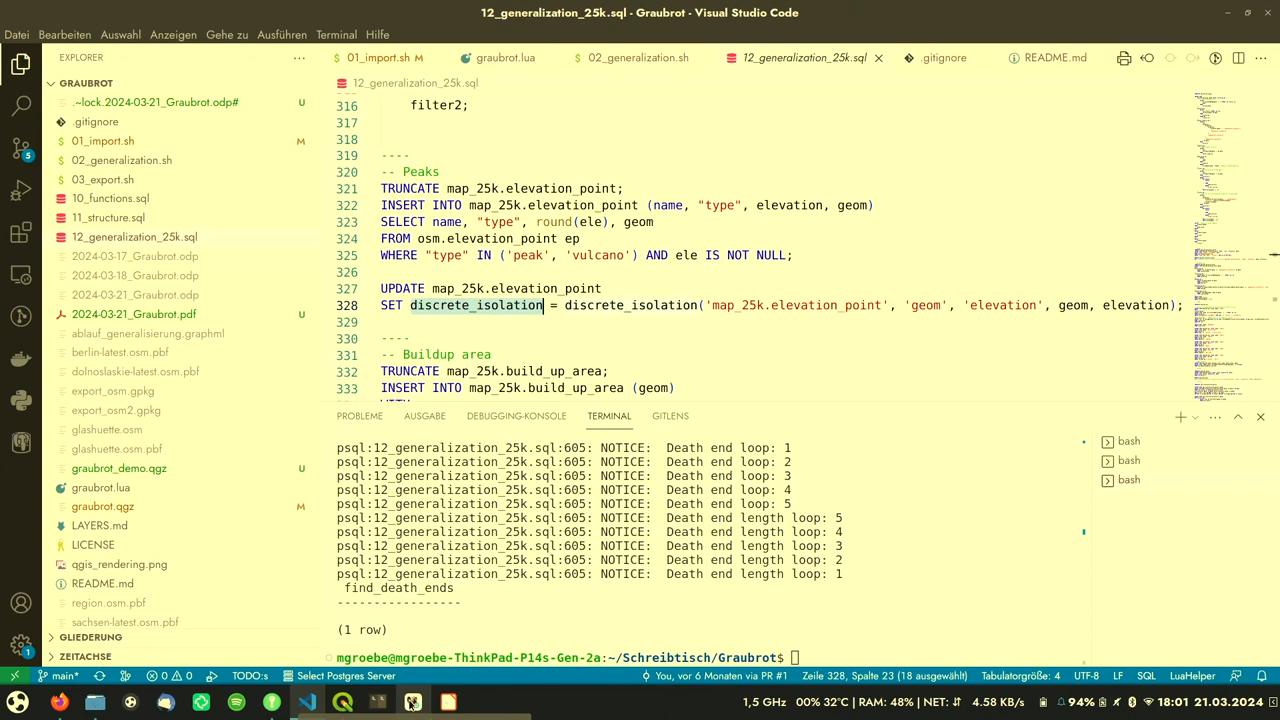 12_generalization_25k.sql - Graubrot - Visual Studio Code
Datei Bearbeiten Auswahl Anzeigen Gehe zu Ausführen Terminal Hilfe
EXPLORER
GRAUBROT
.~lock.2024-03-21_Graubrot.odp# U
.gitignore
01_import.sh M
02_generalization.sh
03_export.sh
10_functions.sql
11_structure.sql
12_generalization_25k.sql
2024-03-17_Graubrot.odp
2024-03-18_Graubrot.odp
2024-03-21_Graubrot.odp
2024-03-21_Graubrot.pdf U
ablauf_generalisierung.graphml
berlin-latest.osm.pbf
dolnoslaskie-latest.osm.pbf
export_osm.gpkg
export_osm2.gpkg
glashuette.osm
glashuette.osm.pbf
graubrot_demo.qgz U
graubrot.lua
graubrot.qgz M
LAYERS.md
LICENSE
qgis_rendering.png
README.md
region.osm.pbf
sachsen-latest.osm.pbf
GLIEDERUNG
ZEITACHSE
01_import.sh M graubrot.lua 02_generalization.sh 12_generalization_25k.sql .gitignore README.md
12_generalization_25k.sql
316 filter2;
317
318
319 ----
320 -- Peaks
321 TRUNCATE map_25k.elevation_point;
322 INSERT INTO map_25k.elevation_point (name, "type", elevation, geom)
323 SELECT name, "type", round(ele), geom
324 FROM osm.elevation_point ep
325 WHERE "type" IN ('peak', 'vulcano') AND ele IS NOT NULL;
326
327 UPDATE map_25k.elevation_point
328 SET discrete_isolation = discrete_isolation('map_25k.elevation_point', 'geom', 'elevation', geom, elevation);
329
330 ----
331 -- Buildup area
332 TRUNCATE map_25k.build_up_area;
333 INSERT INTO map_25k.build_up_area (geom)
WITH
PROBLEME AUSGABE DEBUGGING-KONSOLE TERMINAL GITLENS
psql:12_generalization_25k.sql:605: NOTICE:  Death end loop: 1
psql:12_generalization_25k.sql:605: NOTICE:  Death end loop: 2
psql:12_generalization_25k.sql:605: NOTICE:  Death end loop: 3
psql:12_generalization_25k.sql:605: NOTICE:  Death end loop: 4
psql:12_generalization_25k.sql:605: NOTICE:  Death end loop: 5
psql:12_generalization_25k.sql:605: NOTICE:  Death end length loop: 5
psql:12_generalization_25k.sql:605: NOTICE:  Death end length loop: 4
psql:12_generalization_25k.sql:605: NOTICE:  Death end length loop: 3
psql:12_generalization_25k.sql:605: NOTICE:  Death end length loop: 2
psql:12_generalization_25k.sql:605: NOTICE:  Death end length loop: 1
find_death_ends
-----------------
(1 row)
mgroebe@mgroebe-ThinkPad-P14s-Gen-2a:~/Schreibtisch/Graubrot$
bash
bash
bash
5
1
main* 0 0 TODO:s Select Postgres Server You, vor 6 Monaten via PR #1 Zeile 328, Spalte 23 (18 ausgewählt) Tabulatorgröße: 4 UTF-8 LF SQL LuaHelper
1,5 GHz 00% 32°C RAM: 48% NET: 4.58 KB/s 94% 18:01 21.03.2024